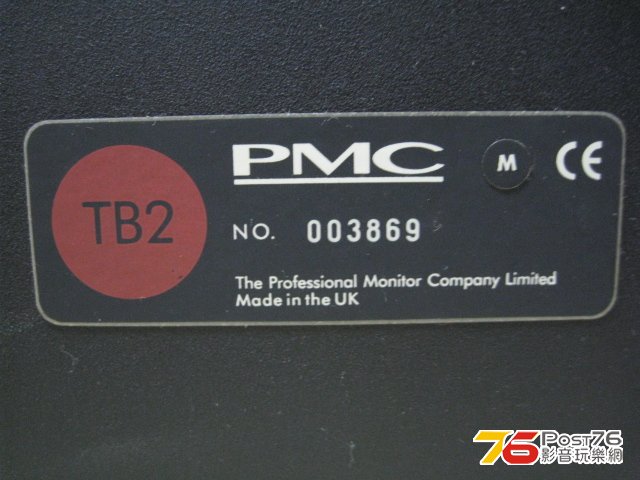 TB2
PMC
M
CE
NO. 003869
The Professional Monitor Company Limited
Made in the UK
76 POST76
影音玩樂網